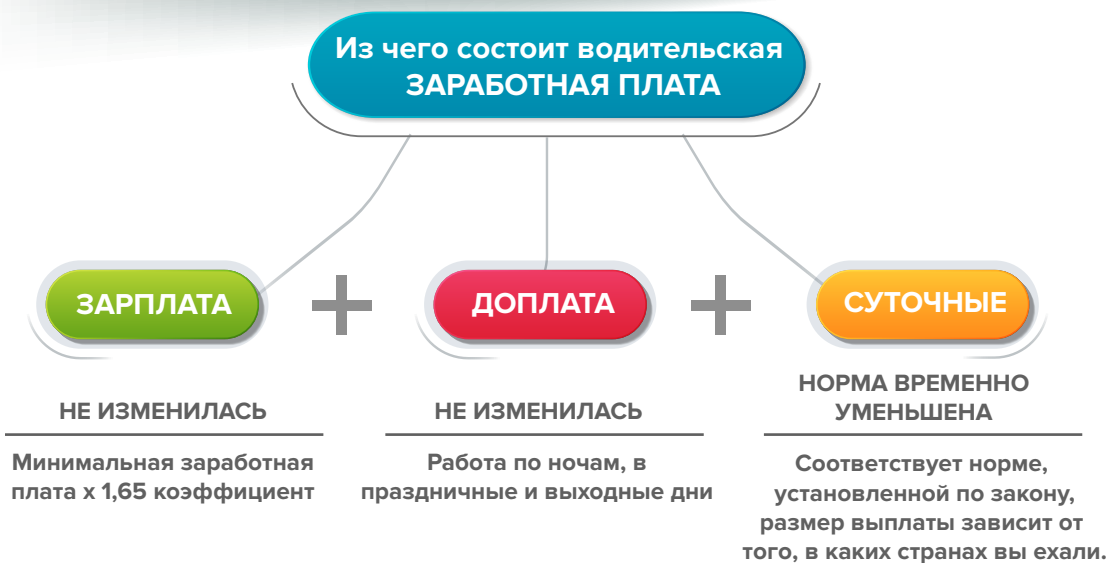 Из чего состоит водительская
ЗАРАБОТНАЯ ПЛАТА
ЗАРПЛАТА
+
ДОПЛАТА
+
СУТОЧНЫЕ
НЕ ИЗМЕНИЛАСЬ
Минимальная заработная
плата x 1,65 коэффициент
НЕ ИЗМЕНИЛАСЬ
Работа по ночам, в
праздничные и выходные дни
НОРМА ВРЕМЕННО
УМЕНЬШЕНА
Соответствует норме,
установленной по закону,
размер выплаты зависит от
того, в каких странах вы ехали.